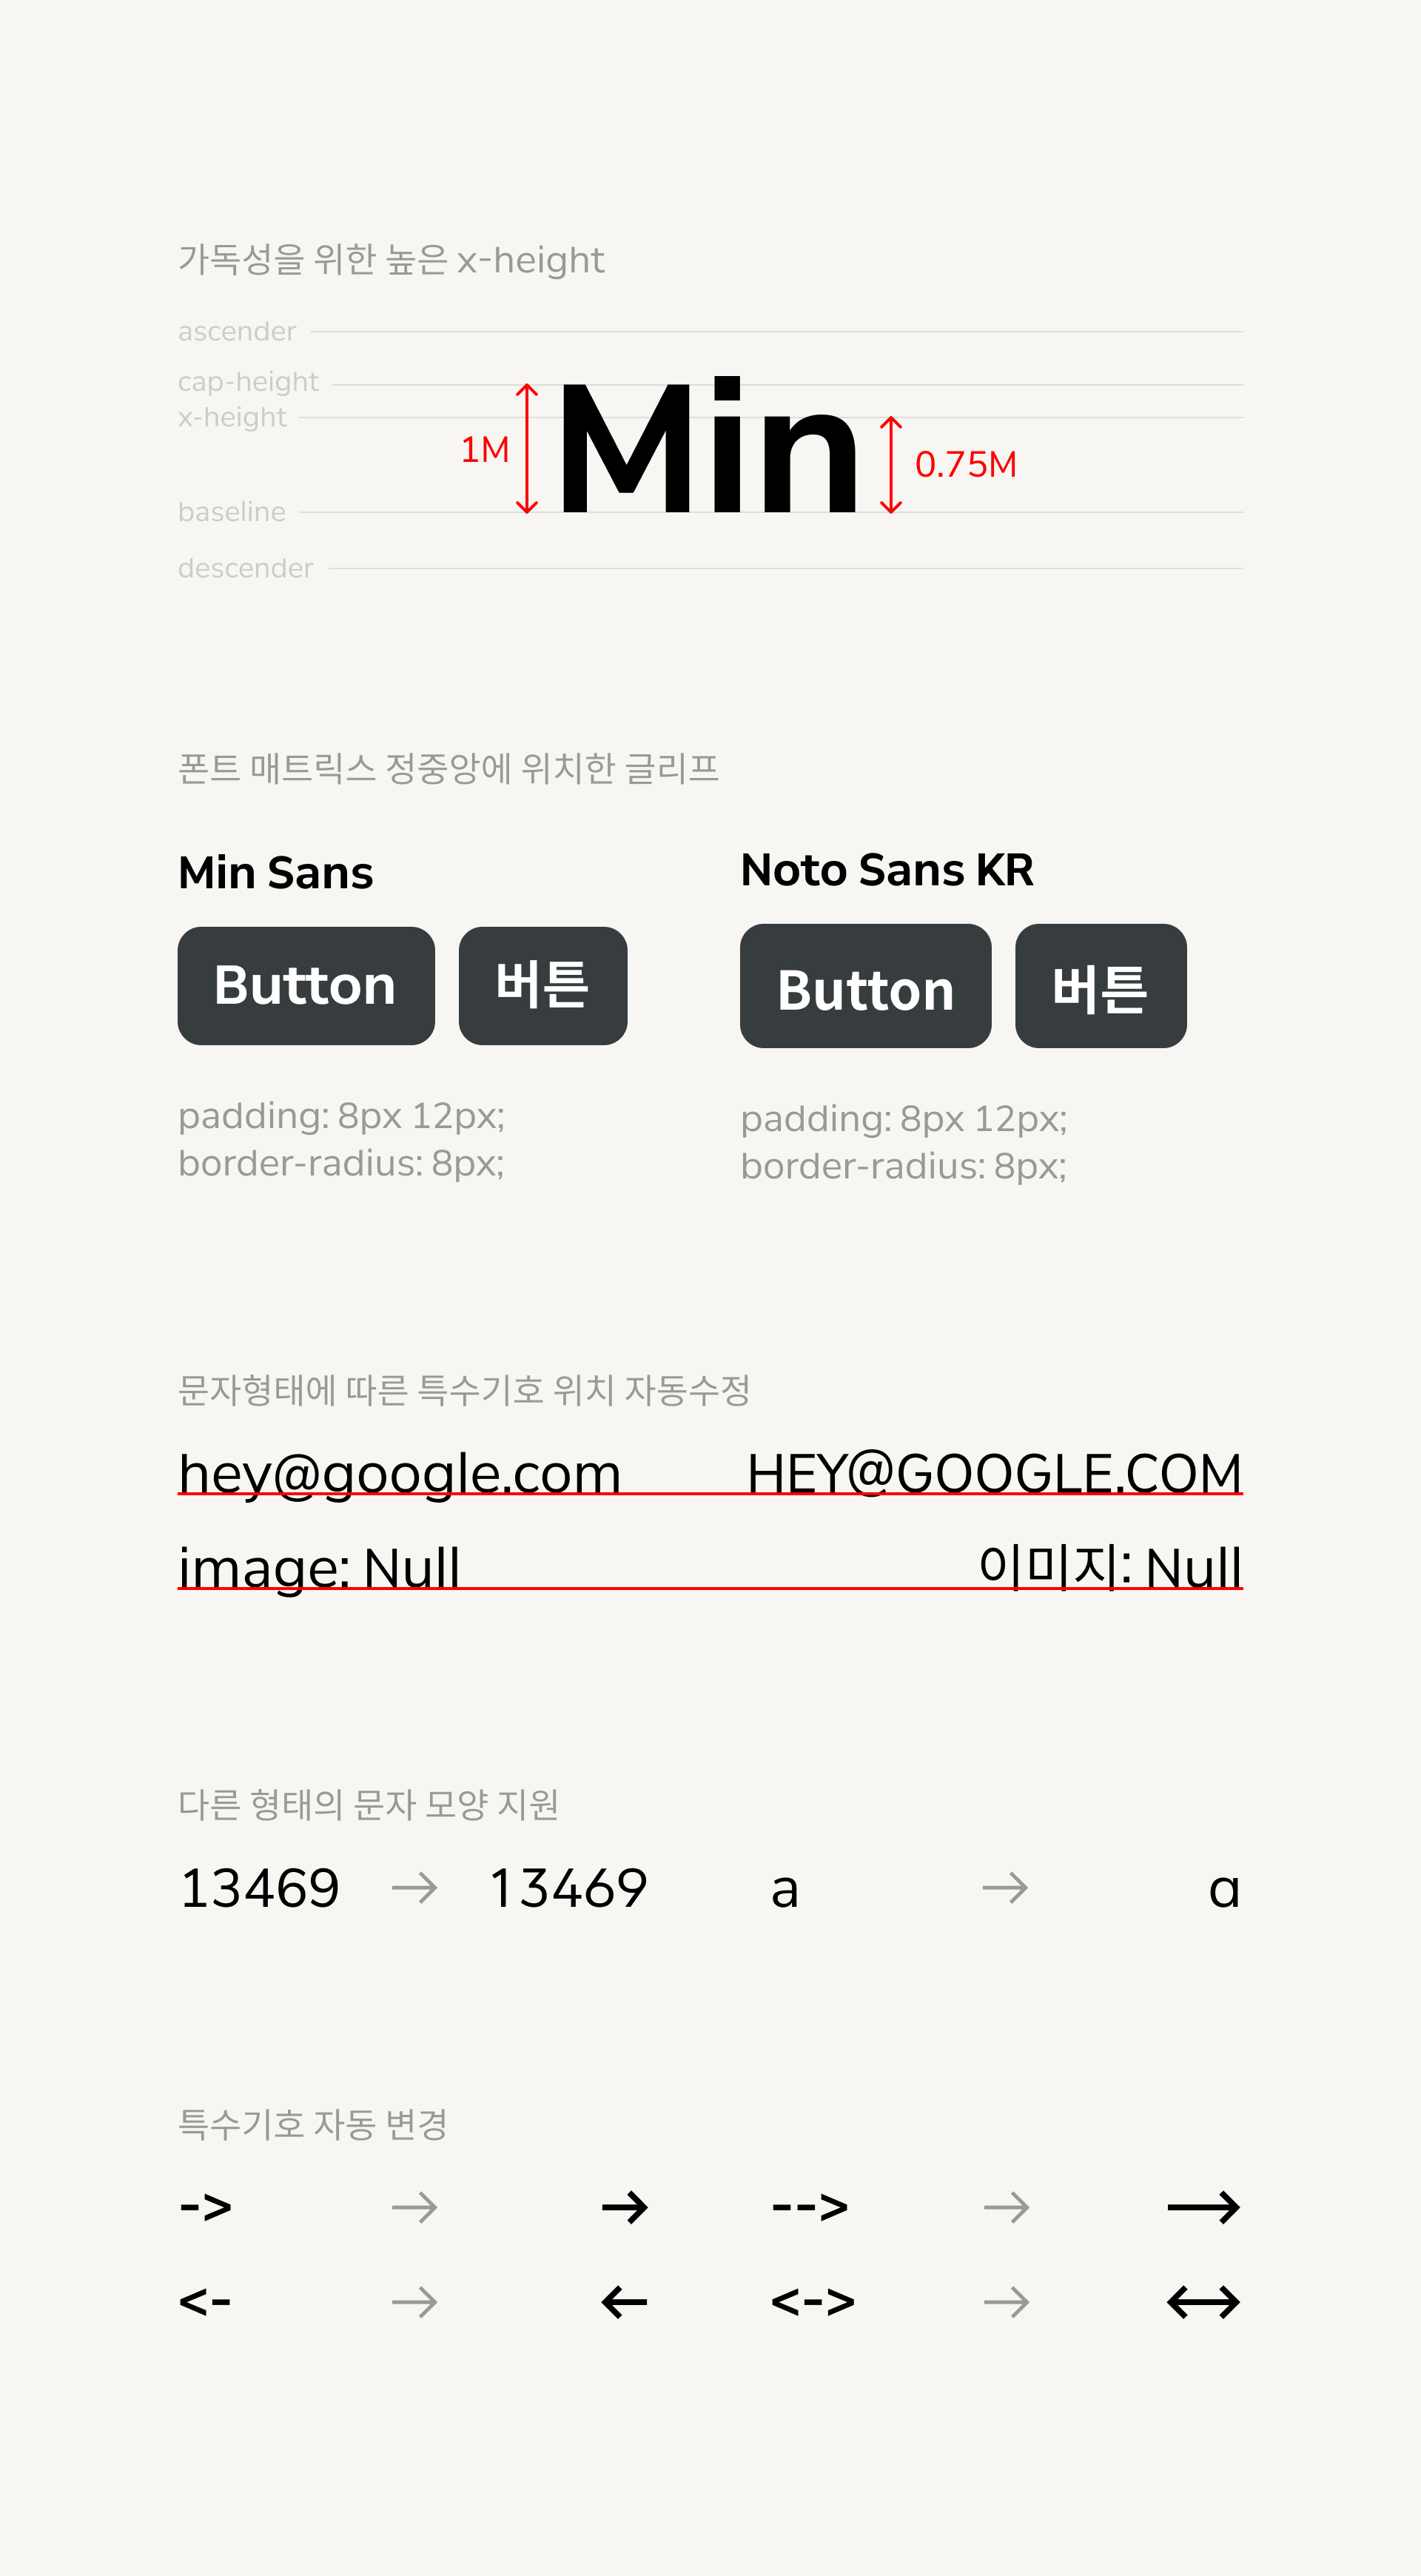 가독성을 위한 높은 x-height
ascender
cap-height
x-height
1M
Min
0.75M
baseline
descender
폰트 매트릭스 정중앙에 위치한 글리프
Min Sans
Button 버튼
padding: 8px 12px;
border-radius: 8px;
Noto Sans KR
Button 버튼
padding: 8px 12px;
border-radius: 8px;
문자형태에 따른 특수기호 위치 자동수정
hey@google.com HEY@GOOGLE.COM
image: Null 이미지: Null
다른 형태의 문자 모양 지원
13469 → 13469 a → ɑ
특수기호 자동 변경
-> → → --> → ⟶
<- → ← <-> → ⟷